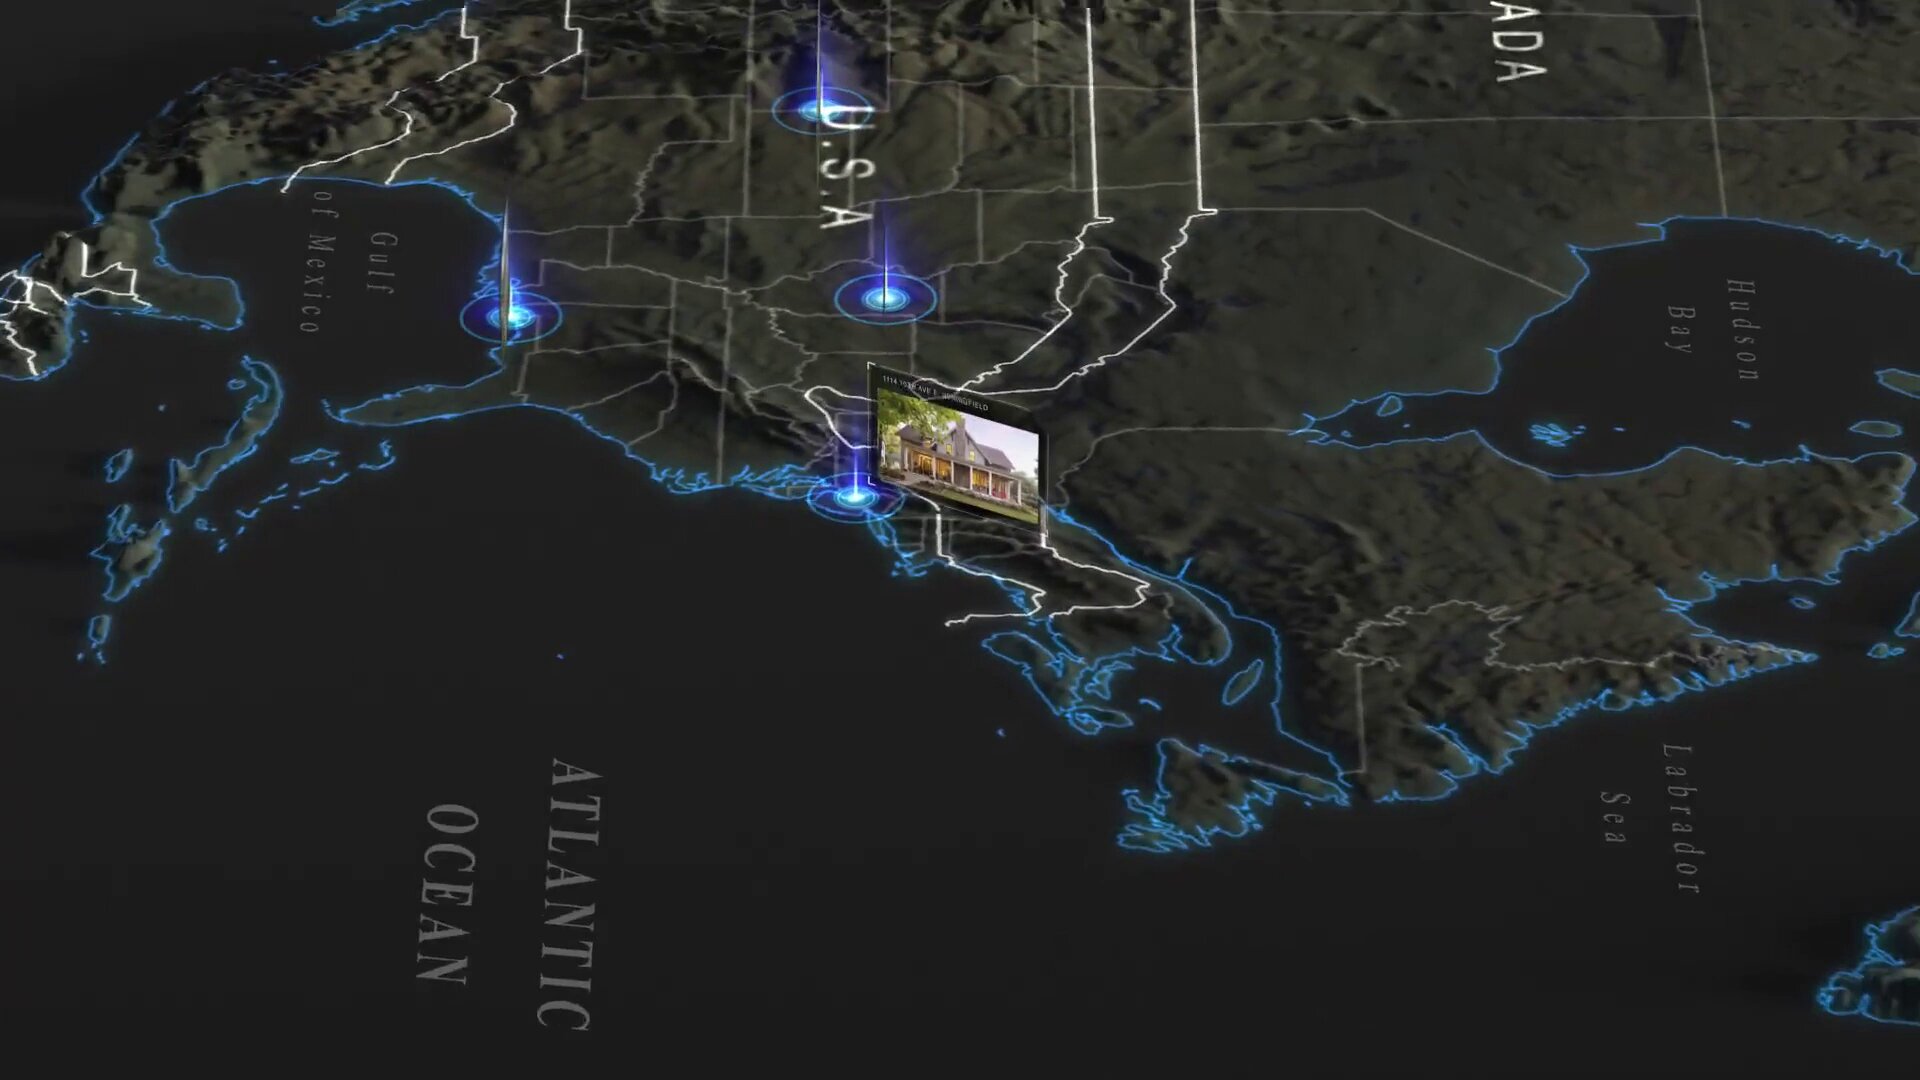 ADA
U.S.A
Gulf
of Mexico
Hudson
Bay
ATLANTIC
OCEAN
Labrador
Sea